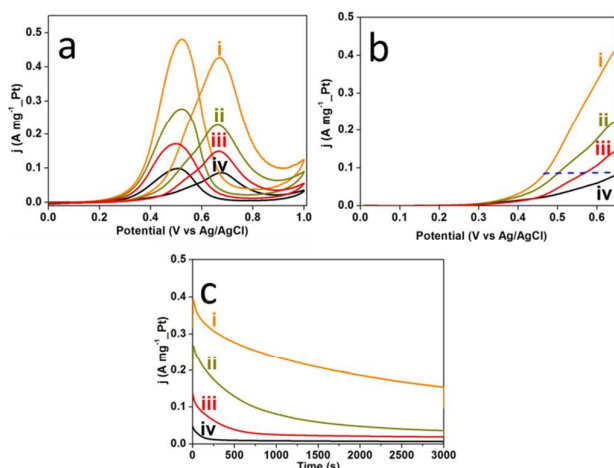 a
j (A mg⁻¹_Pt)
0.5
0.4
0.3
0.2
0.1
0.0
i
ii
iii
iv
0.0 0.2 0.4 0.6 0.8 1.0
Potential (V vs Ag/AgCl)
b
j (A mg⁻¹_Pt)
0.5
0.4
0.3
0.2
0.1
0.0
i
ii
iii
iv
0.0 0.1 0.2 0.3 0.4 0.5 0.6
Potential (V vs Ag/AgCl)
c
j (A mg⁻¹_Pt)
0.5
0.4
0.3
0.2
0.1
0.0
i
ii
iii
iv
0 500 1000 1500 2000 2500 3000
Time (s)